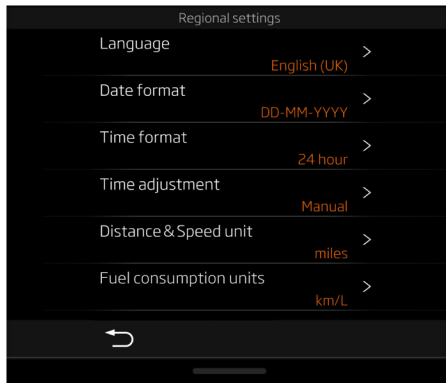 Regional settings
Language
English (UK)
Date format
DD-MM-YYYY
Time format
24 hour
Time adjustment
Manual
Distance & Speed unit
miles
Fuel consumption units
km/L